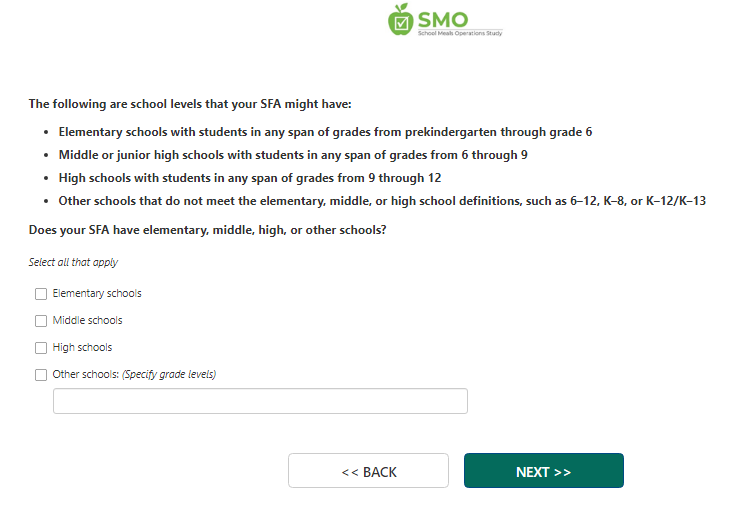 SMO
School Meals Operations Study
The following are school levels that your SFA might have:
• Elementary schools with students in any span of grades from prekindergarten through grade 6
• Middle or junior high schools with students in any span of grades from 6 through 9
• High schools with students in any span of grades from 9 through 12
• Other schools that do not meet the elementary, middle, or high school definitions, such as 6–12, K–8, or K–12/K–13
Does your SFA have elementary, middle, high, or other schools?
Select all that apply
Elementary schools
Middle schools
High schools
Other schools: (Specify grade levels)
<< BACK
NEXT >>